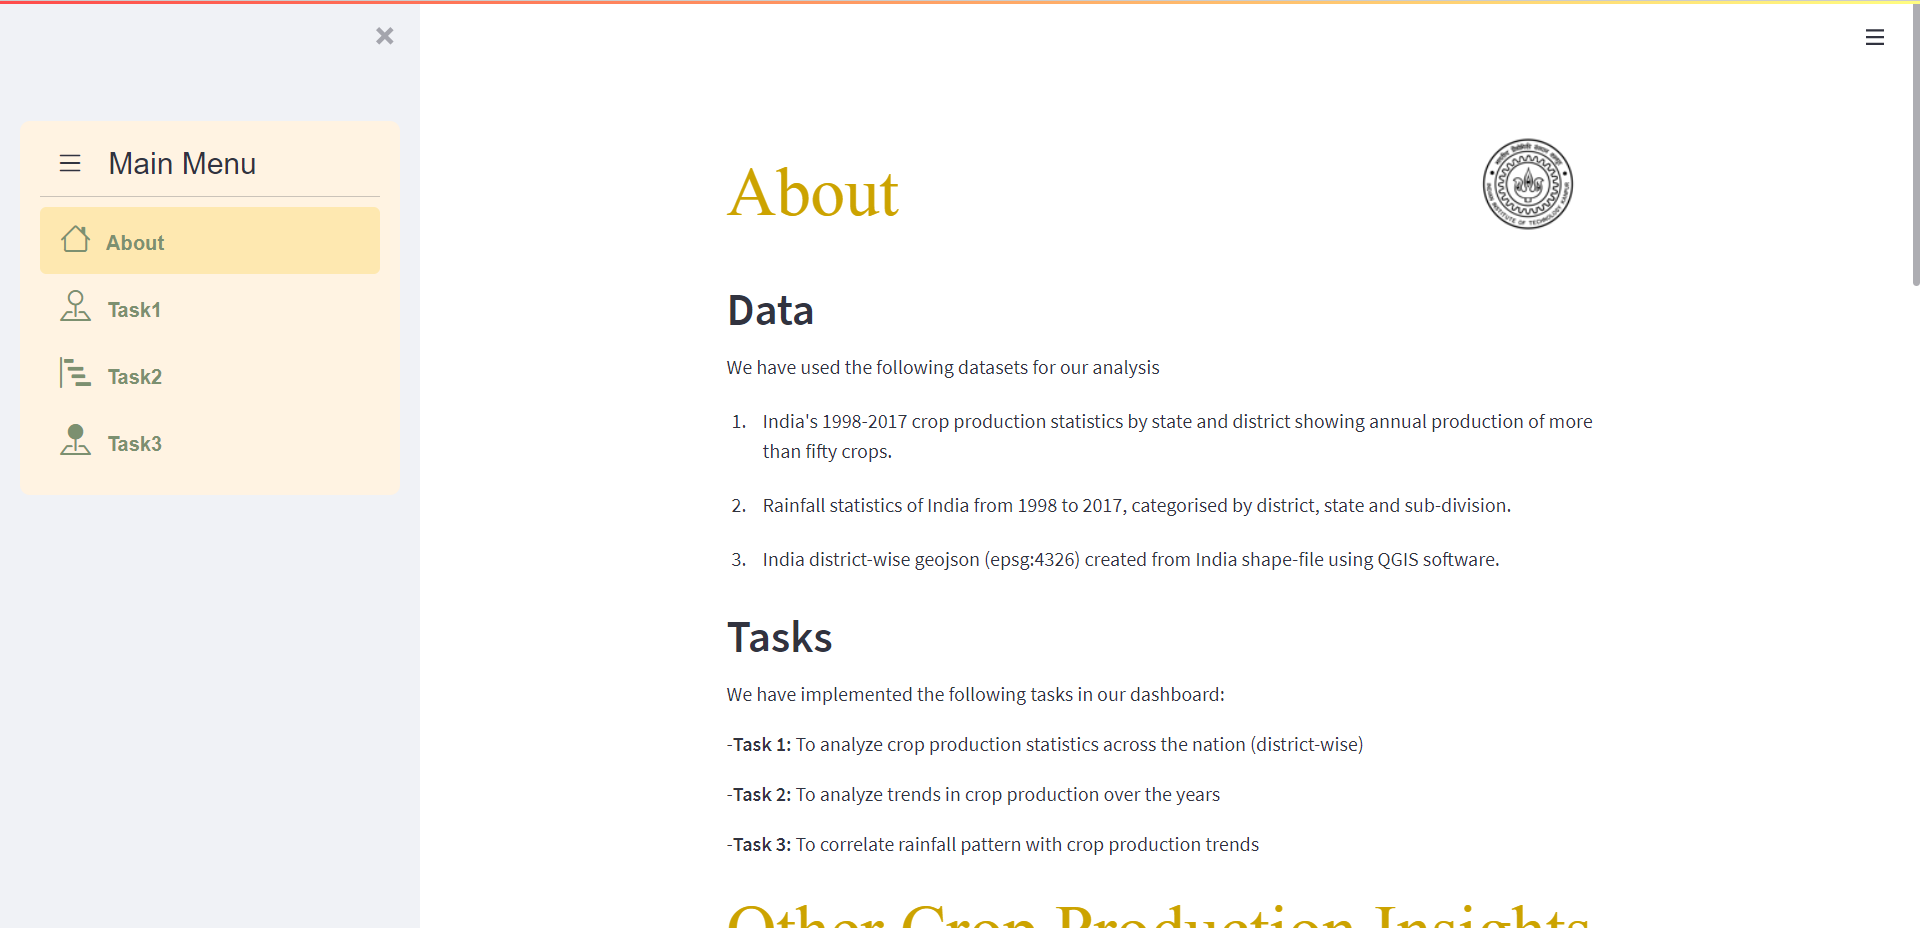 Main Menu
About
Task1
Task2
Task3
About
INDIAN INSTITUTE OF TECHNOLOGY KANPUR
Data
We have used the following datasets for our analysis
1. India's 1998-2017 crop production statistics by state and district showing annual production of more
than fifty crops.
2. Rainfall statistics of India from 1998 to 2017, categorised by district, state and sub-division.
3. India district-wise geojson (epsg:4326) created from India shape-file using QGIS software.
Tasks
We have implemented the following tasks in our dashboard:
-Task 1: To analyze crop production statistics across the nation (district-wise)
-Task 2: To analyze trends in crop production over the years
-Task 3: To correlate rainfall pattern with crop production trends
Other Crop Production Insights